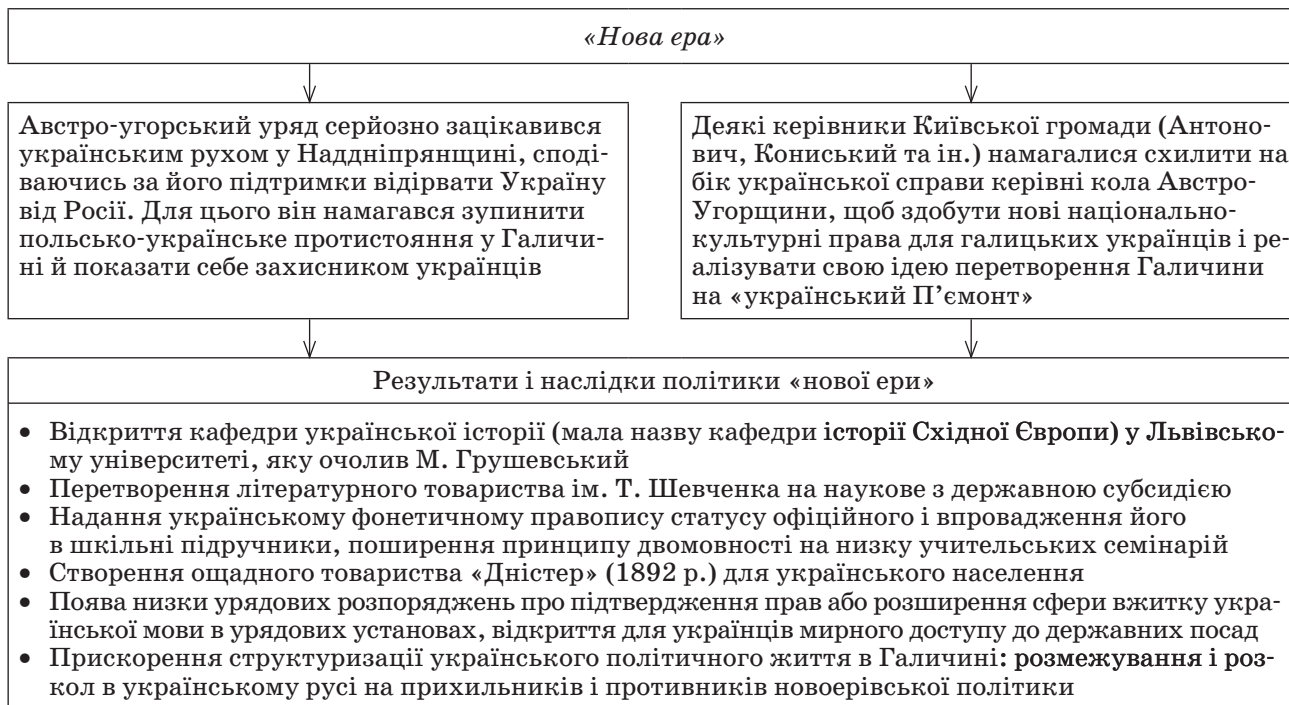 «Нова ера»
Австро-угорський уряд серйозно зацікавився
українським рухом у Наддніпрянщині, споді-
ваючись за його підтримки відірвати Україну
від Росії. Для цього він намагався зупинити
польсько-українське протистояння у Галичи-
ні й показати себе захисником українців
Деякі керівники Київської громади (Антоно-
вич, Кониський та ін.) намагалися схилити на
бік української справи керівні кола Австро-
Угорщини, щоб здобути нові національно-
культурні права для галицьких українців і ре-
алізувати свою ідею перетворення Галичини
на «український П’ємонт»
Результати і наслідки політики «нової ери»
• Відкриття кафедри української історії (мала назву кафедри історії Східної Європи) у Львівсько-
му університеті, яку очолив М. Грушевський
• Перетворення літературного товариства ім. Т. Шевченка на наукове з державною субсидією
• Надання українському фонетичному правопису статусу офіційного і впровадження його
в шкільні підручники, поширення принципу двомовності на низку учительських семінарій
• Створення ощадного товариства «Дністер» (1892 р.) для українського населення
• Поява низки урядових розпоряджень про підтвердження прав або розширення сфери вжитку укра-
їнської мови в урядових установах, відкриття для українців мирного доступу до державних посад
• Прискорення структуризації українського політичного життя в Галичині: розмежування і роз-
кол в українському русі на прихильників і противників новоерівської політики